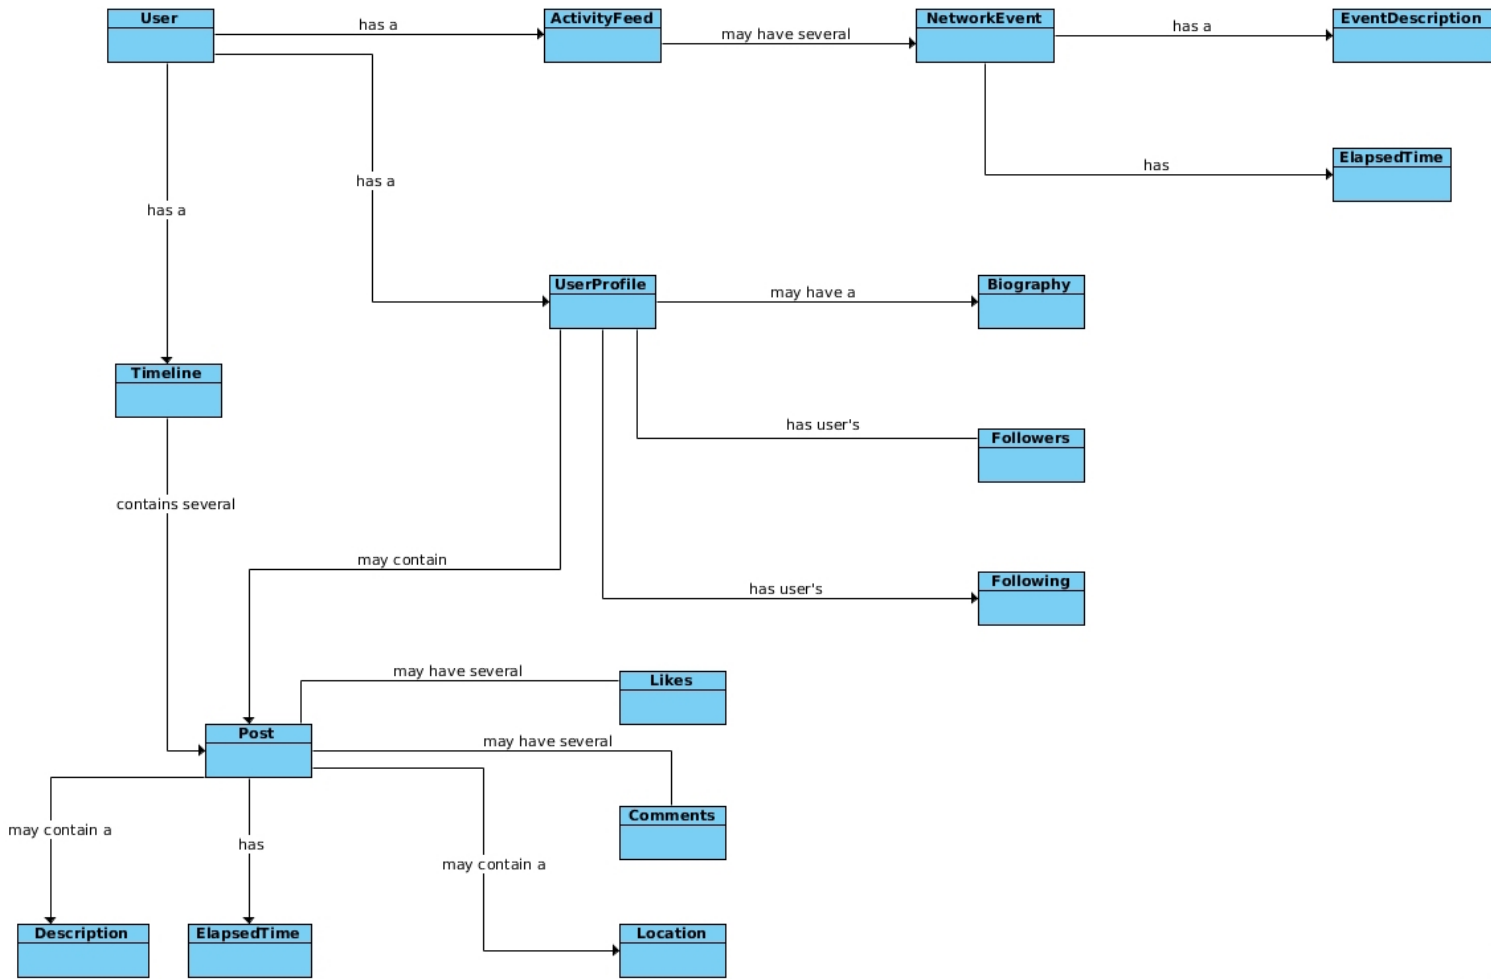 User
has a
ActivityFeed
may have several
NetworkEvent
has a
EventDescription
has
ElapsedTime
has a
has a
UserProfile
may have a
Biography
Timeline
has user's
Followers
contains several
may contain
has user's
Following
may have several
Likes
Post
may have several
Comments
may contain a
has
may contain a
Description
ElapsedTime
Location